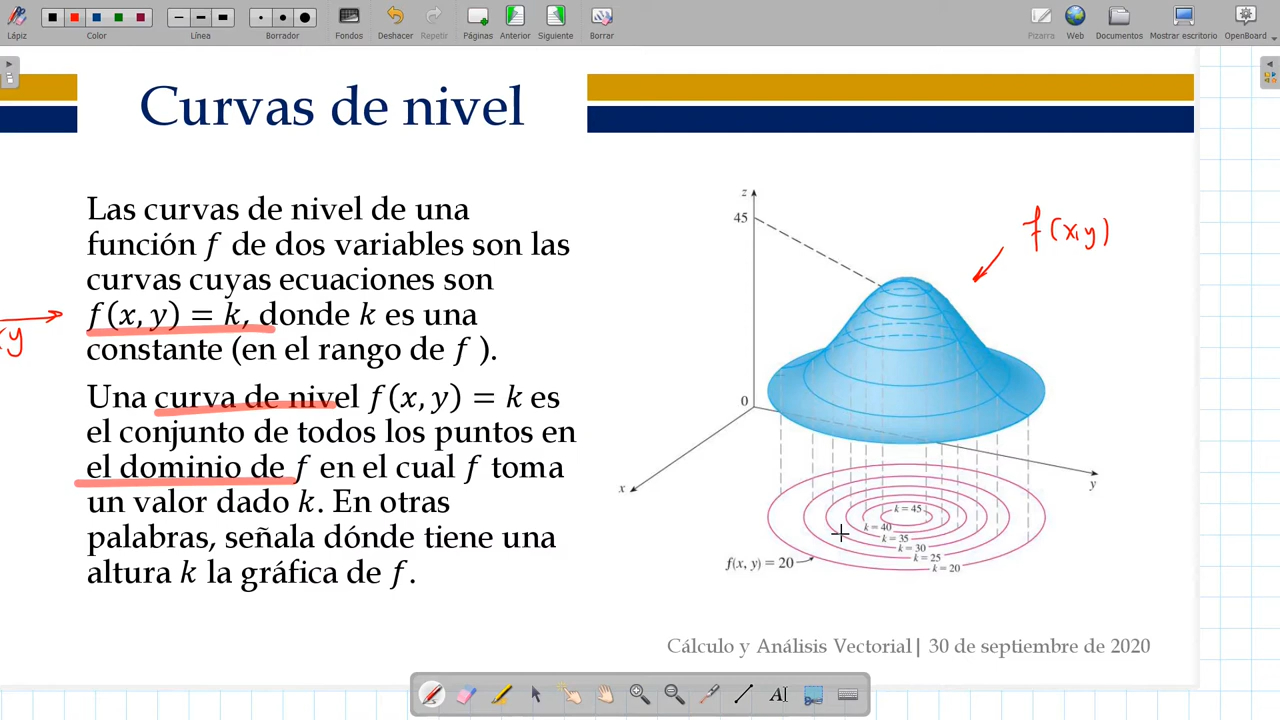 Lápiz
Color
Línea
Borrador
Fondos
Deshacer
Repetir
Páginas
Anterior
Siguiente
Borrar
Pizarra
Web
Documentos
Mostrar escritorio
OpenBoard
Curvas de nivel
Las curvas de nivel de una
función f de dos variables son las
curvas cuyas ecuaciones son
f(x, y) = k, donde k es una
constante (en el rango de f ).
Una curva de nivel f(x, y) = k es
el conjunto de todos los puntos en
el dominio de f en el cual f toma
un valor dado k. En otras
palabras, señala dónde tiene una
altura k la gráfica de f.
xy
z
45
f(x,y)
0
x
y
k = 45
k = 40
k = 35
k = 30
k = 25
k = 20
f(x, y) = 20
Cálculo y Análisis Vectorial| 30 de septiembre de 2020
AI